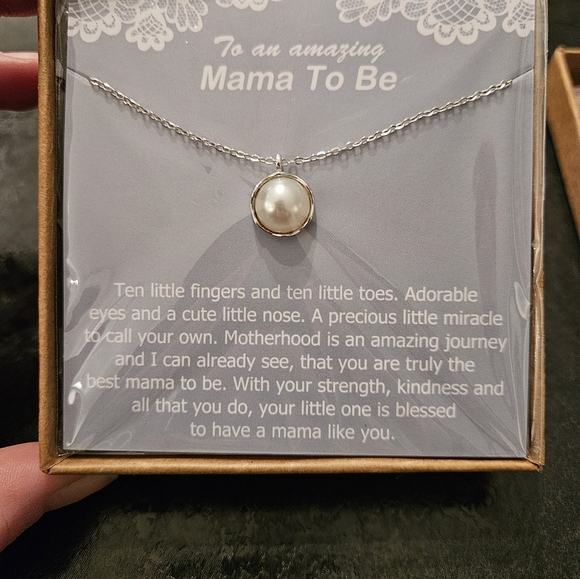 To an amazing
Mama To Be
Ten little fingers and ten little toes. Adorable
eyes and a cute little nose. A precious little miracle
to call your own. Motherhood is an amazing journey
and I can already see, that you are truly the
best mama to be. With your strength, kindness and
all that you do, your little one is blessed
to have a mama like you.